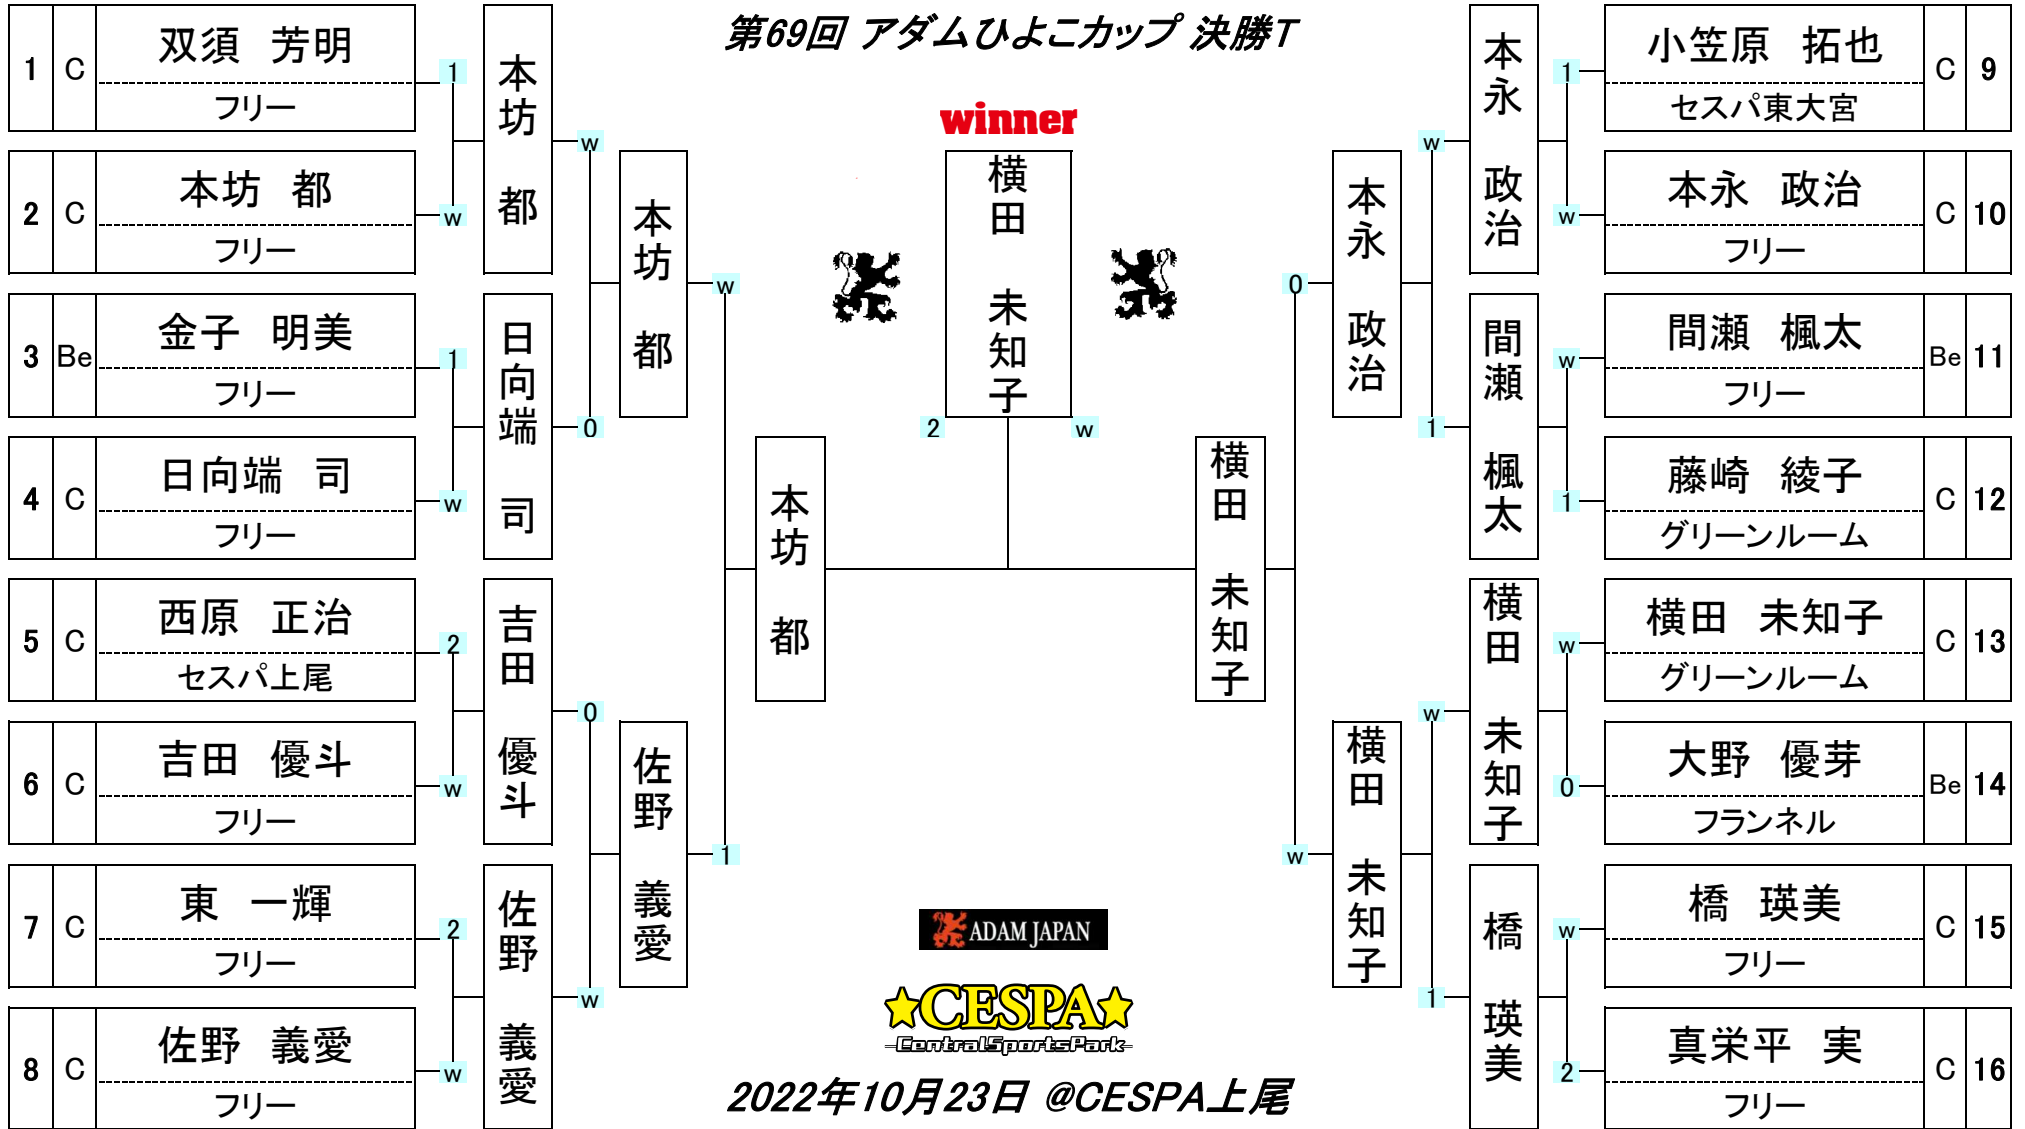 第69回 アダムひよこカップ 決勝T
winner
横田 未知子
2 w
1 C 双須 芳明
フリー
1
2 C 本坊 都
フリー
w
3 Be 金子 明美
フリー
1
4 C 日向端 司
フリー
w
5 C 西原 正治
セスパ上尾
2
6 C 吉田 優斗
フリー
w
7 C 東 一輝
フリー
2
8 C 佐野 義愛
フリー
w
本坊 都
w
日向端 司
0
吉田 優斗
0
佐野 義愛
w
本坊 都
w
佐野 義愛
1
本坊 都
横田 未知子
本永 政治
0
横田 未知子
w
本永 政治
w
間瀬 楓太
1
横田 未知子
w
橋 瑛美
1
1
小笠原 拓也 C 9
セスパ東大宮
w
本永 政治 C 10
フリー
w
間瀬 楓太 Be 11
フリー
1
藤崎 綾子 C 12
グリーンルーム
w
横田 未知子 C 13
グリーンルーム
0
大野 優芽 Be 14
フランネル
w
橋 瑛美 C 15
フリー
2
真栄平 実 C 16
フリー
ADAM JAPAN
CESPA
CentralSportsPark
2022年10月23日 @CESPA上尾